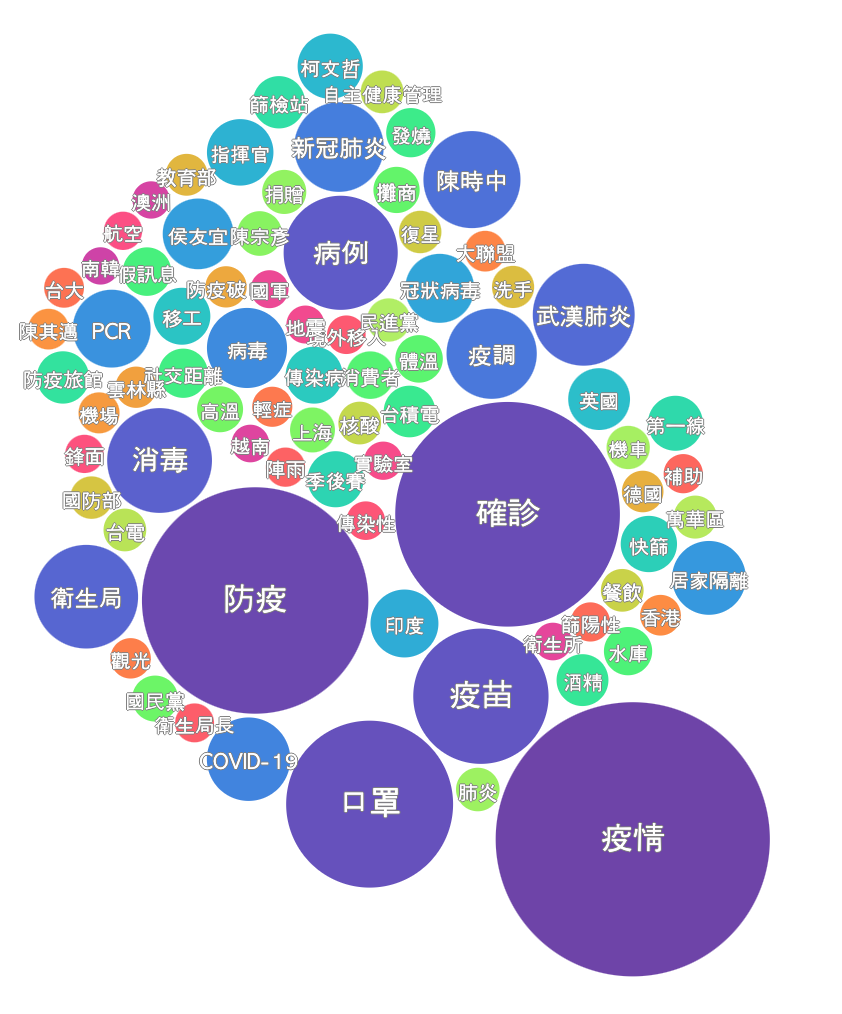 柯文哲
自主健康管理
篩檢站
發燒
新冠肺炎
指揮官
教育部
陳時中
攤商
捐贈
澳洲
航空
侯友宜
陳宗彥
復星
病例
大聯盟
南韓
假訊息
台大
防疫破
國軍
冠狀病毒
洗手
移工
武漢肺炎
陳其邁
PCR
地震
民進黨
境外移入
病毒
疫調
體溫
防疫旅館
社交距離
傳染病
消費者
雲林縣
英國
機場
高溫
輕症
台積電
核酸
上海
第一線
越南
機車
鋒面
消毒
陣雨
實驗室
補助
季後賽
德國
國防部
確診
萬華區
傳染性
台電
快篩
居家隔離
衛生局
防疫
餐飲
香港
印度
篩陽性
衛生所
水庫
觀光
酒精
疫苗
國民黨
衛生局長
COVID-19
肺炎
口罩
疫情